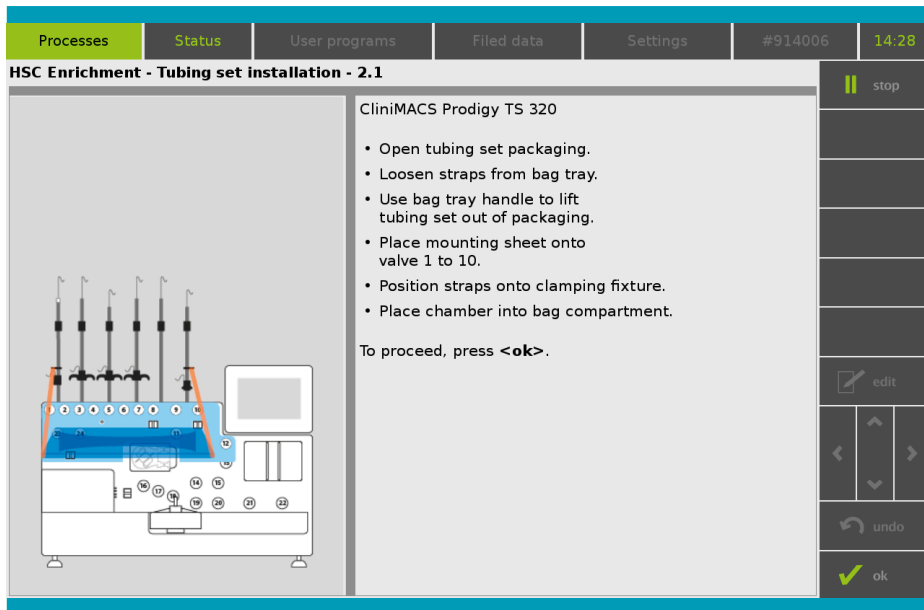 Processes
Status
User programs
Filed data
Settings
#914006
14:28
HSC Enrichment - Tubing set installation - 2.1
stop
CliniMACS Prodigy TS 320
• Open tubing set packaging.
• Loosen straps from bag tray.
• Use bag tray handle to lift
tubing set out of packaging.
• Place mounting sheet onto
valve 1 to 10.
• Position straps onto clamping fixture.
• Place chamber into bag compartment.
To proceed, press <ok>.
edit
undo
ok
1 2 3 4 5 6 7 8 9 10
12
14 15
16 17 18
19 20 21 22